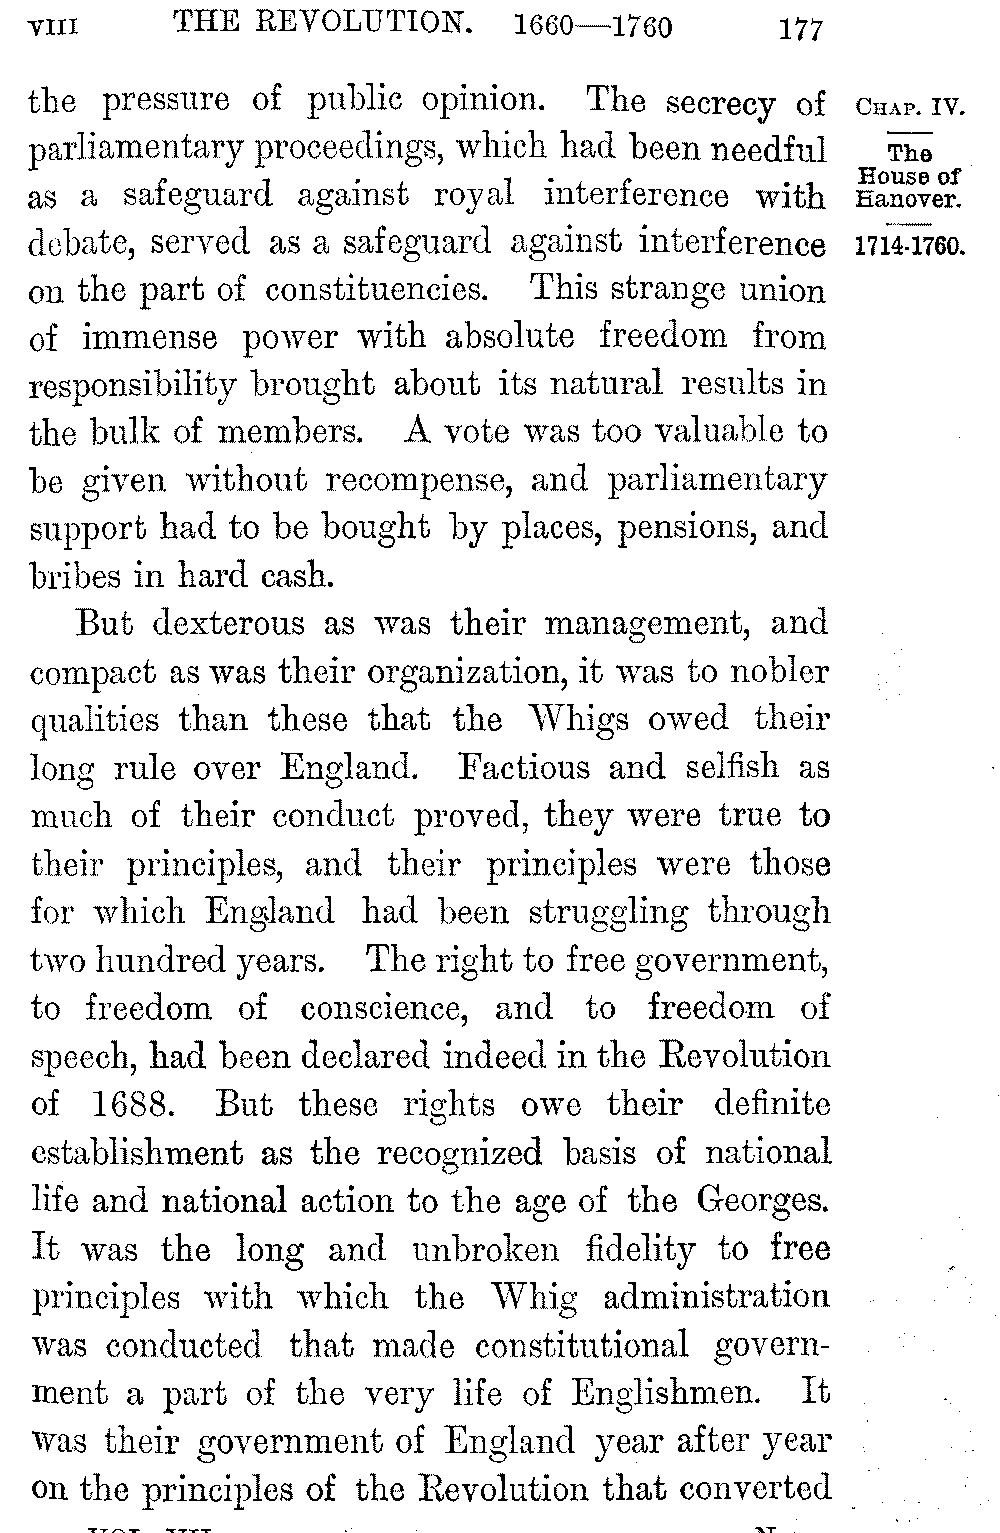 VIII THE REVOLUTION. 1660—1760 177
the pressure of public opinion. The secrecy of
parliamentary proceedings, which had been needful
as a safeguard against royal interference with
debate, served as a safeguard against interference
on the part of constituencies. This strange union
of immense power with absolute freedom from
responsibility brought about its natural results in
the bulk of members. A vote was too valuable to
be given without recompense, and parliamentary
support had to be bought by places, pensions, and
bribes in hard cash.
But dexterous as was their management, and
compact as was their organization, it was to nobler
qualities than these that the Whigs owed their
long rule over England. Factious and selfish as
much of their conduct proved, they were true to
their principles, and their principles were those
for which England had been struggling through
two hundred years. The right to free government,
to freedom of conscience, and to freedom of
speech, had been declared indeed in the Revolution
of 1688. But these rights owe their definite
establishment as the recognized basis of national
life and national action to the age of the Georges.
It was the long and unbroken fidelity to free
principles with which the Whig administration
was conducted that made constitutional govern-
ment a part of the very life of Englishmen. It
was their government of England year after year
on the principles of the Revolution that converted
CHAP. IV.
The
House of
Hanover.
1714-1760.